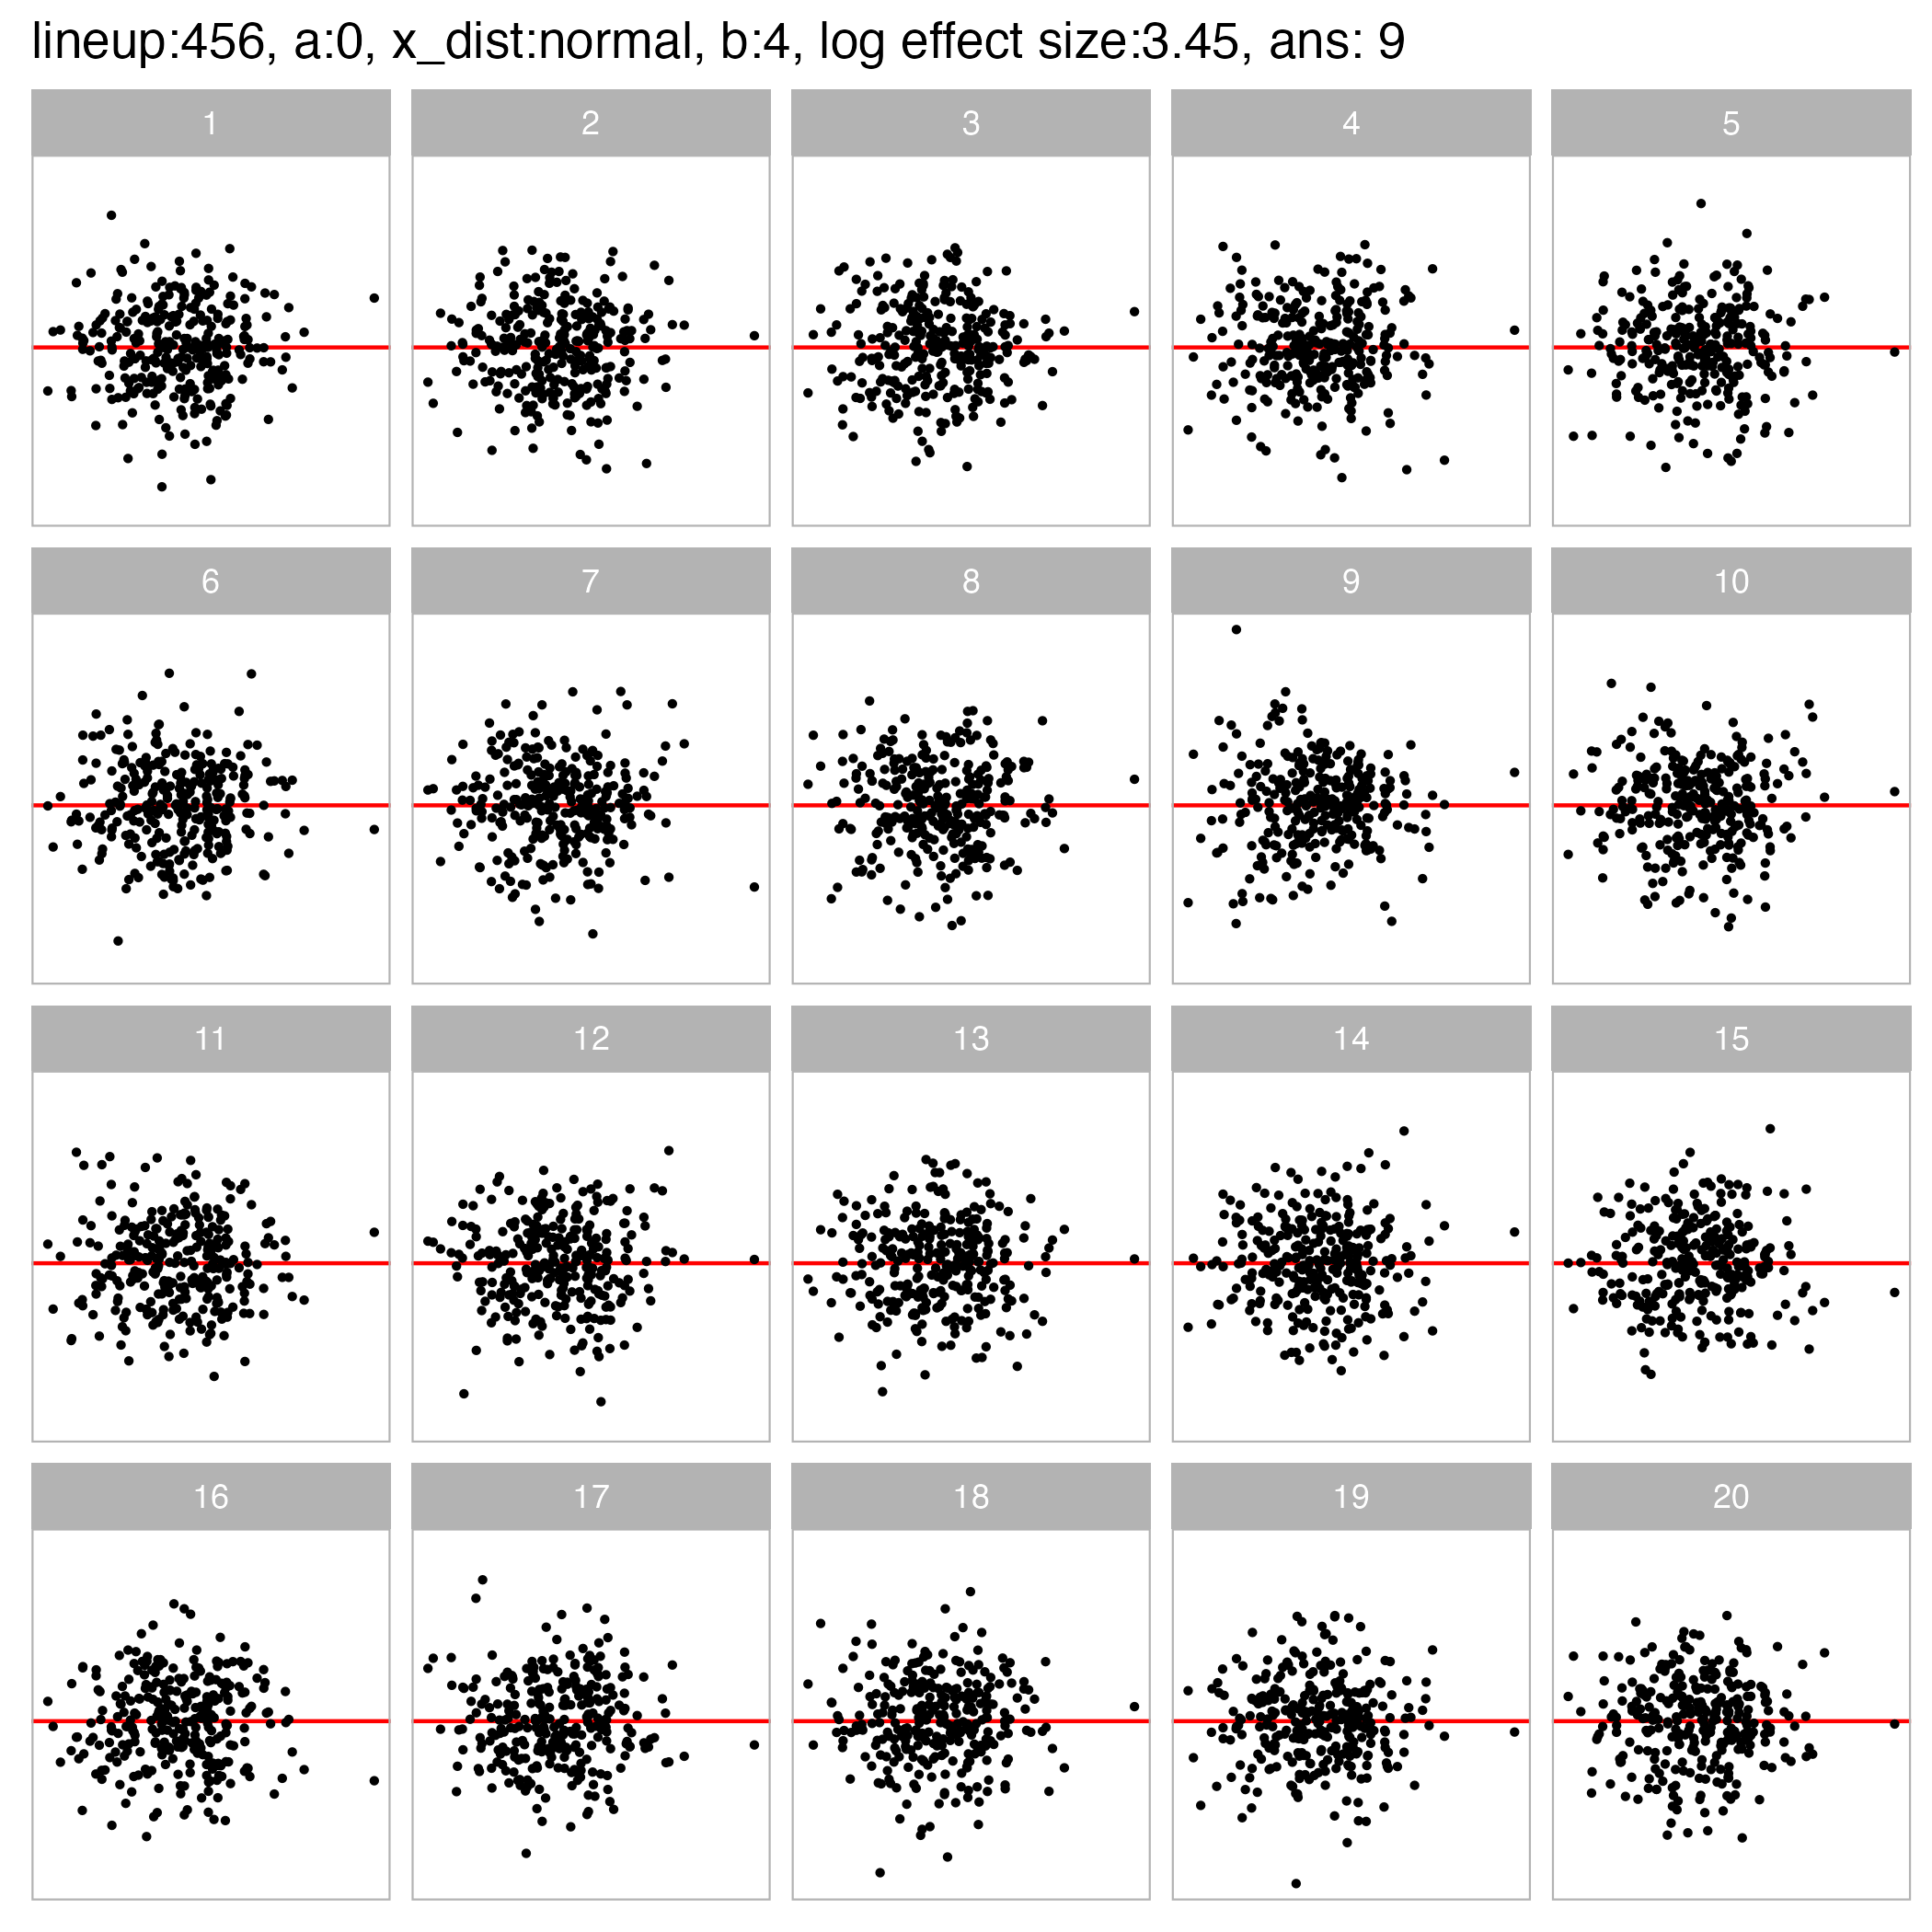 lineup:456, a:0, x_dist:normal, b:4, log effect size:3.45, ans: 9
1 2 3 4 5
6 7 8 9 10
11 12 13 14 15
16 17 18 19 20